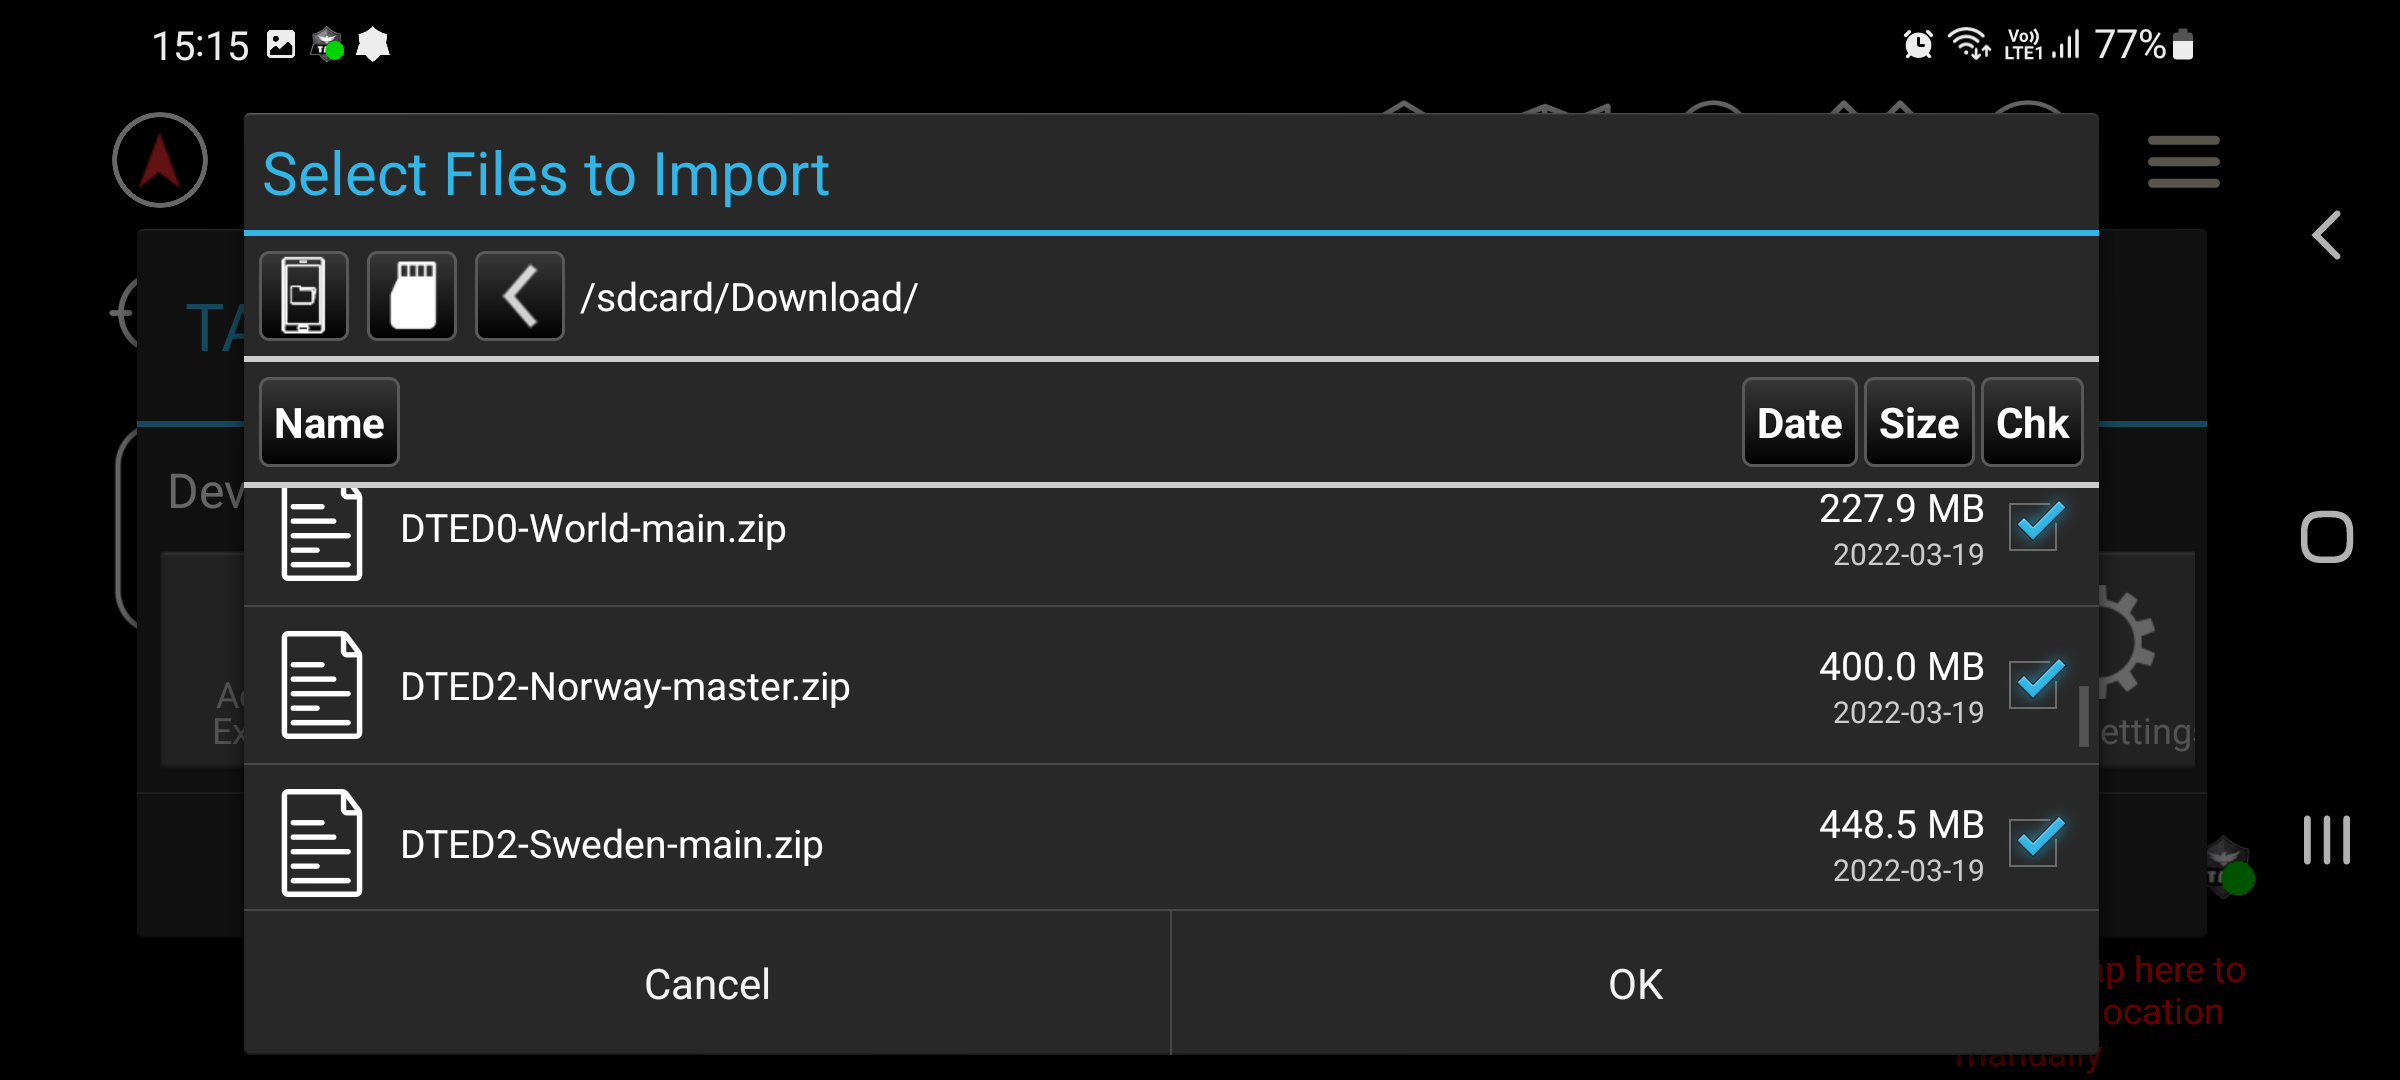 15:15
Vo)) LTE1 77%
Select Files to Import
/sdcard/Download/
Name Date Size Chk
DTED0-World-main.zip 227.9 MB
2022-03-19
DTED2-Norway-master.zip 400.0 MB
2022-03-19
DTED2-Sweden-main.zip 448.5 MB
2022-03-19
Cancel OK
TA
Dev
Ac
Ex
etting
p here to
ocation
manually